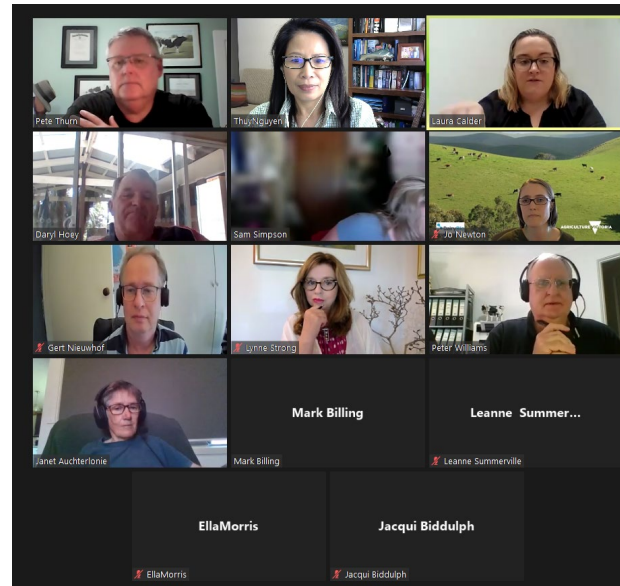 Pete Thurn
ThuyNguyen
Laura Calder
Daryl Hoey
Sam Simpson
Jo Newton
AGRICULTURE VICTORIA
Gert Nieuwhof
Lynne Strong
Peter Williams
Janet Auchterlonie
Mark Billing
Mark Billing
Leanne Summer...
Leanne Summerville
EllaMorris
EllaMorris
Jacqui Biddulph
Jacqui Biddulph